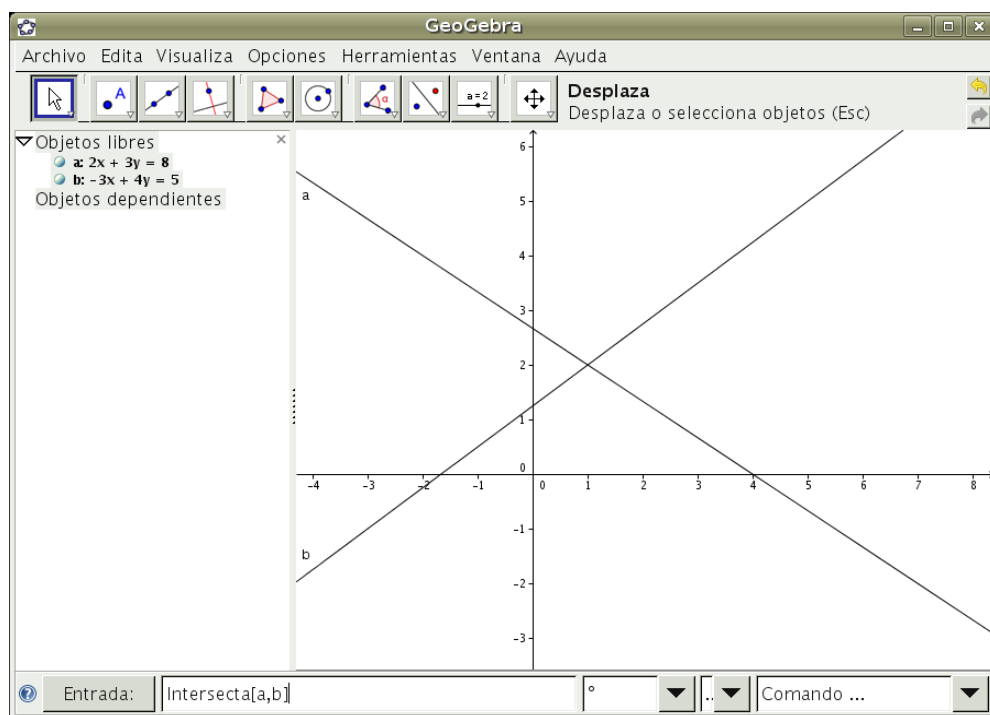 GeoGebra
Archivo Edita Visualiza Opciones Herramientas Ventana Ayuda
A
α
a=2
Desplaza
Desplaza o selecciona objetos (Esc)
Objetos libres
a: 2x + 3y = 8
b: -3x + 4y = 5
Objetos dependientes
a
b
6
5
4
3
2
1
0
-1
-2
-3
-4 -3 -2 -1 0 1 2 3 4 5 6 7 8
Entrada: Intersecta[a,b] ° .. Comando ...